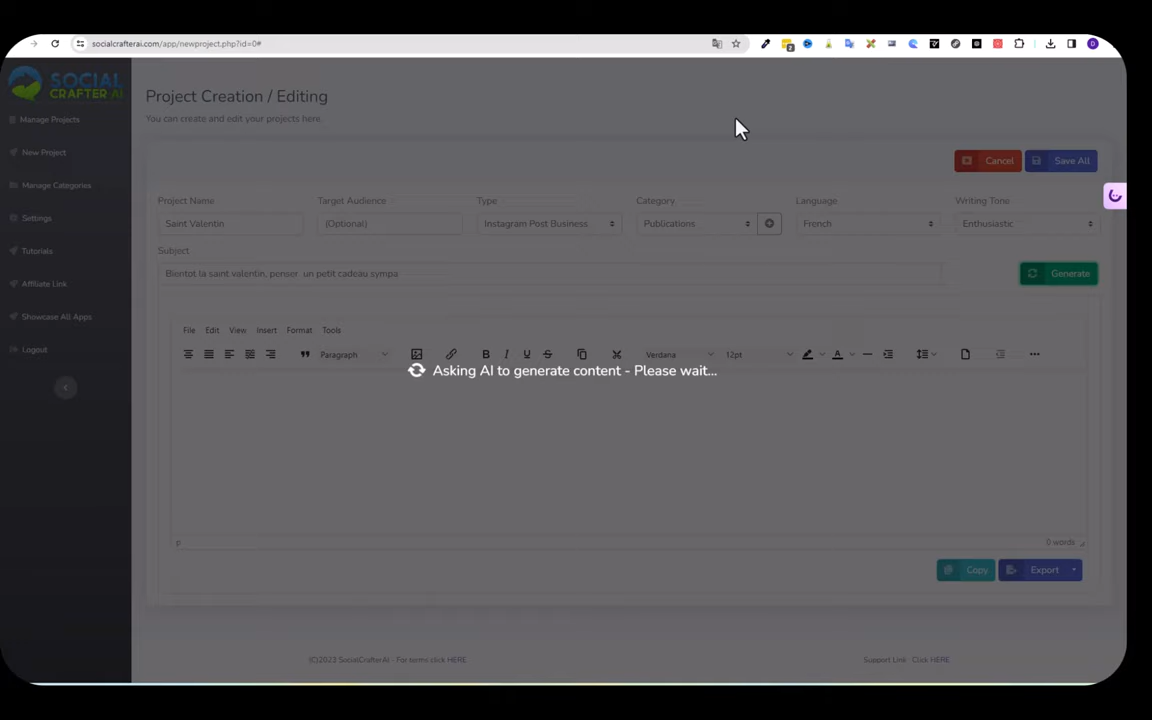 socialcrafterai.com/app/newproject.php?id=0#
SOCIAL
CRAFTER AI
Manage Projects
New Project
Manage Categories
Settings
Tutorials
Affiliate Link
Showcase All Apps
Logout
Project Creation / Editing
You can create and edit your projects here.
Cancel
Save All
Project Name
Target Audience
Type
Category
Language
Writing Tone
Saint Valentin
(Optional)
Instagram Post Business
Publications
French
Enthusiastic
Subject
Bientot la saint valentin, penser un petit cadeau sympa
Generate
File Edit View Insert Format Tools
Paragraph
B I U S
Verdana
12pt
A
Asking AI to generate content - Please wait...
p
0 words
Copy
Export
(C)2023 SocialCrafterAI - For terms click HERE
Support Link : Click HERE